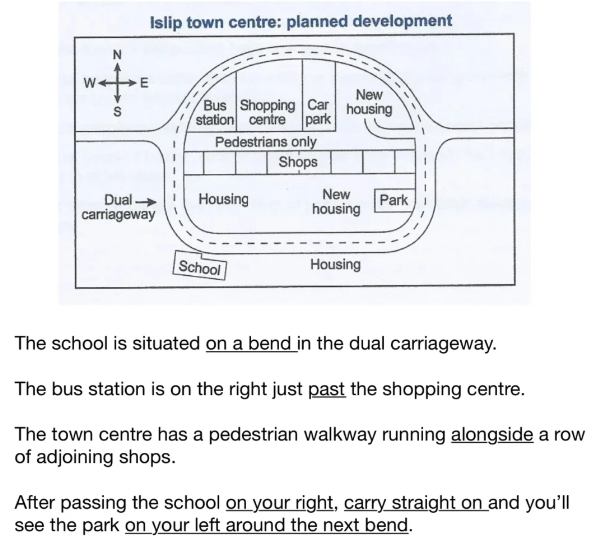 Islip town centre: planned development
N
W E
S
Bus station
Shopping centre
Car park
New housing
Pedestrians only
Shops
Dual carriageway
Housing
New housing
Park
School
Housing
The school is situated on a bend in the dual carriageway.
The bus station is on the right just past the shopping centre.
The town centre has a pedestrian walkway running alongside a row
of adjoining shops.
After passing the school on your right, carry straight on and you’ll
see the park on your left around the next bend.